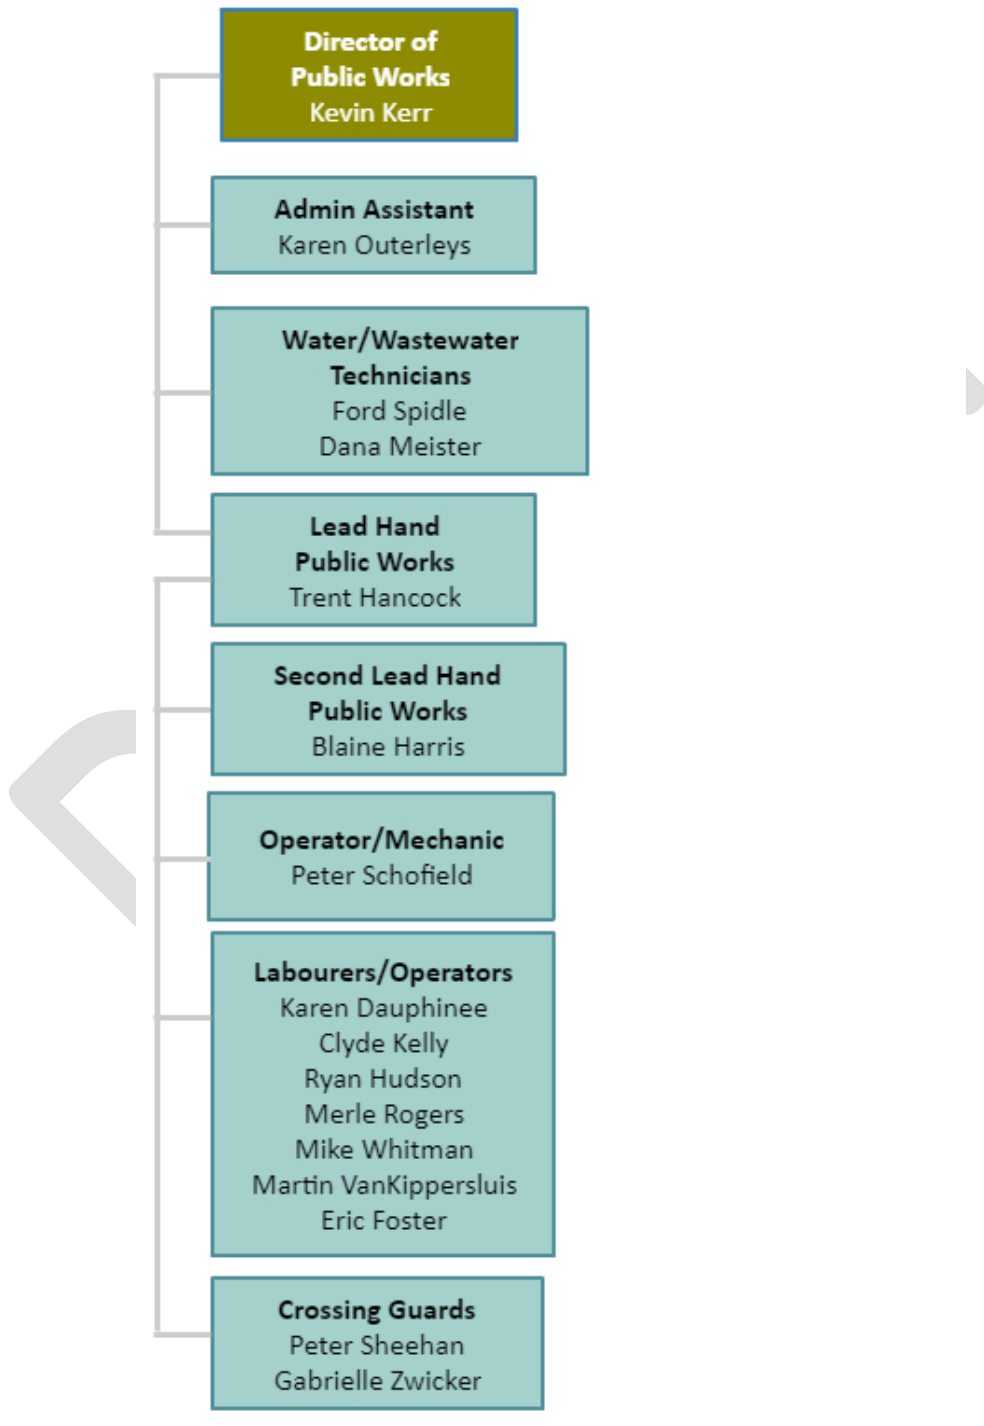 Director of
Public Works
Kevin Kerr
Admin Assistant
Karen Outerleys
Water/Wastewater
Technicians
Ford Spidle
Dana Meister
Lead Hand
Public Works
Trent Hancock
Second Lead Hand
Public Works
Blaine Harris
Operator/Mechanic
Peter Schofield
Labourers/Operators
Karen Dauphinee
Clyde Kelly
Ryan Hudson
Merle Rogers
Mike Whitman
Martin VanKippersluis
Eric Foster
Crossing Guards
Peter Sheehan
Gabrielle Zwicker